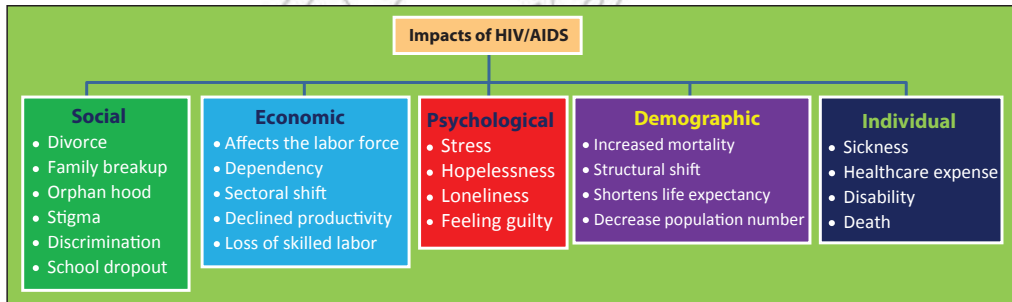 Impacts of HIV/AIDS
Social
• Divorce
• Family breakup
• Orphan hood
• Stigma
• Discrimination
• School dropout
Economic
• Affects the labor force
• Dependency
• Sectoral shift
• Declined productivity
• Loss of skilled labor
Psychological
• Stress
• Hopelessness
• Loneliness
• Feeling guilty
Demographic
• Increased mortality
• Structural shift
• Shortens life expectancy
• Decrease population number
Individual
• Sickness
• Healthcare expense
• Disability
• Death